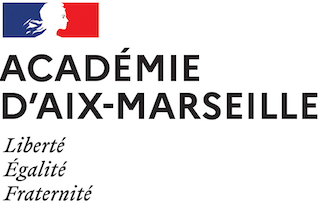 ACADÉMIE
D'AIX-MARSEILLE
Liberté
Égalité
Fraternité